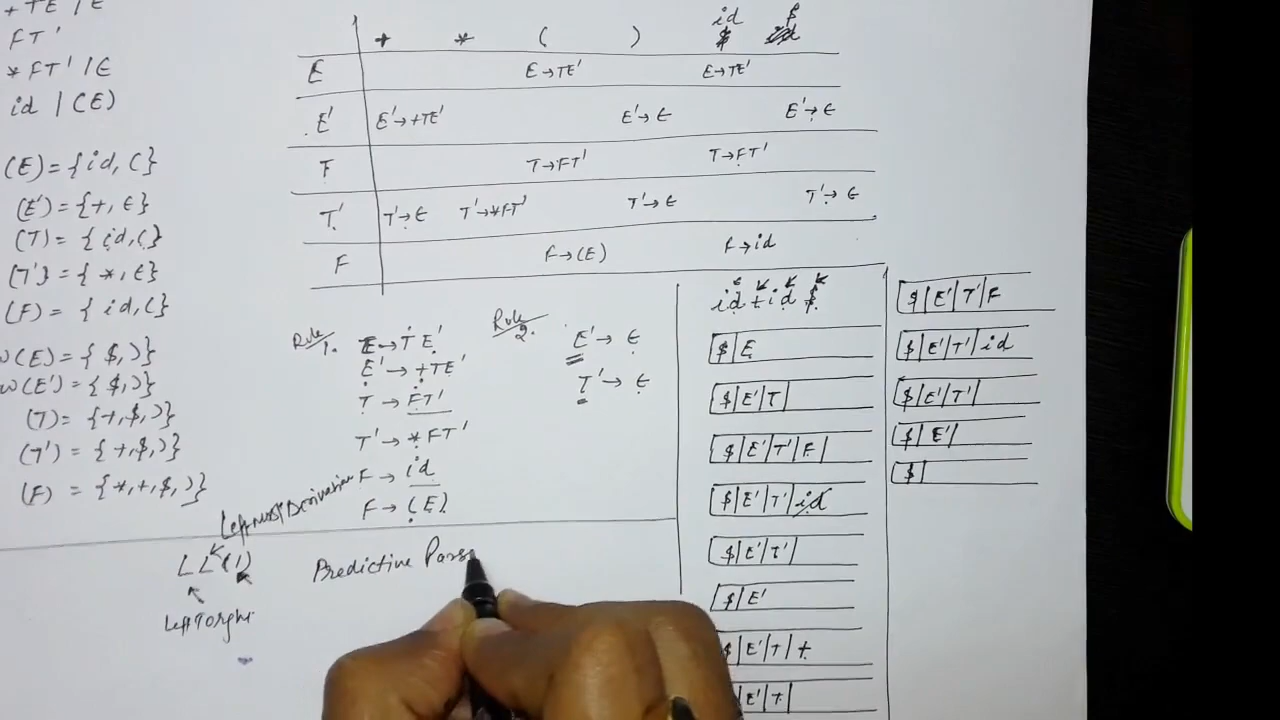 +TE'/E
FT'
*FT'/ϵ
id | (E)
(E) = {id, (}
(E') = {+, ϵ}
(T) = {id, (}
(T') = {*, ϵ}
(F) = {id, (}
W(E) = {$, )}
W(E') = {$, )}
(T) = {+, $, )}
(T') = {+, $, )}
(F) = {*, +, $, )}
+ * ( ) id $
E E→TE' E→TE'
E' E'→+TE' E'→ϵ E'→ϵ
F T→FT' T→FT'
T' T'→ϵ T'→*FT' T'→ϵ T'→ϵ
F F→(E) F→id
Rule 1.
E→TE'
E'→+TE'
T→FT'
T'→*FT'
F→id
F→(E)
Rule 2.
E'→ϵ
T'→ϵ
Leftmost Derivation
LL(1)
Left To right
Predictive Pars
id + id $
$|E
$|E'|T|
$|E'|T'|F|
$|E'|T'|id
$|E'|T'|
$|E'
$|E'|T|+
E'|T|
$|E'|T'|F
$|E'|T'|id
$|E'|T'|
$|E'|
$|